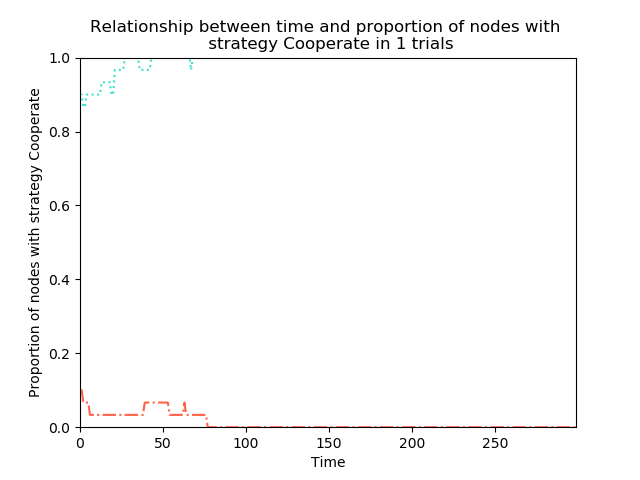 Relationship between time and proportion of nodes with
strategy Cooperate in 1 trials
1.0
0.8
0.6
0.4
0.2
0.0
Proportion of nodes with strategy Cooperate
0 50 100 150 200 250
Time